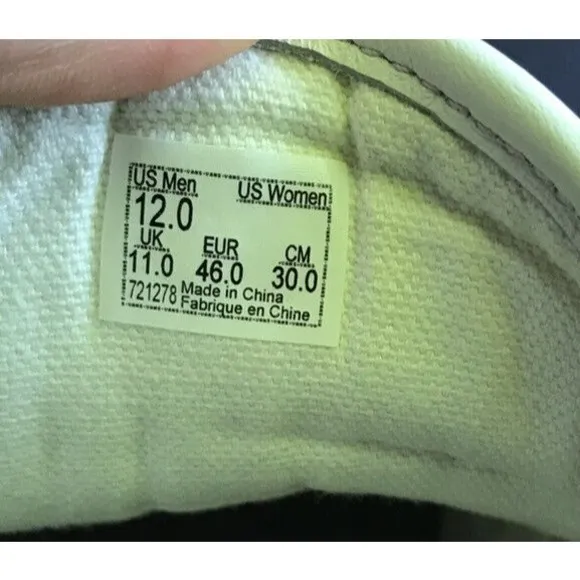 US Men US Women
12.0
UK EUR CM
11.0 46.0 30.0
721278 Made in China
Fabrique en Chine